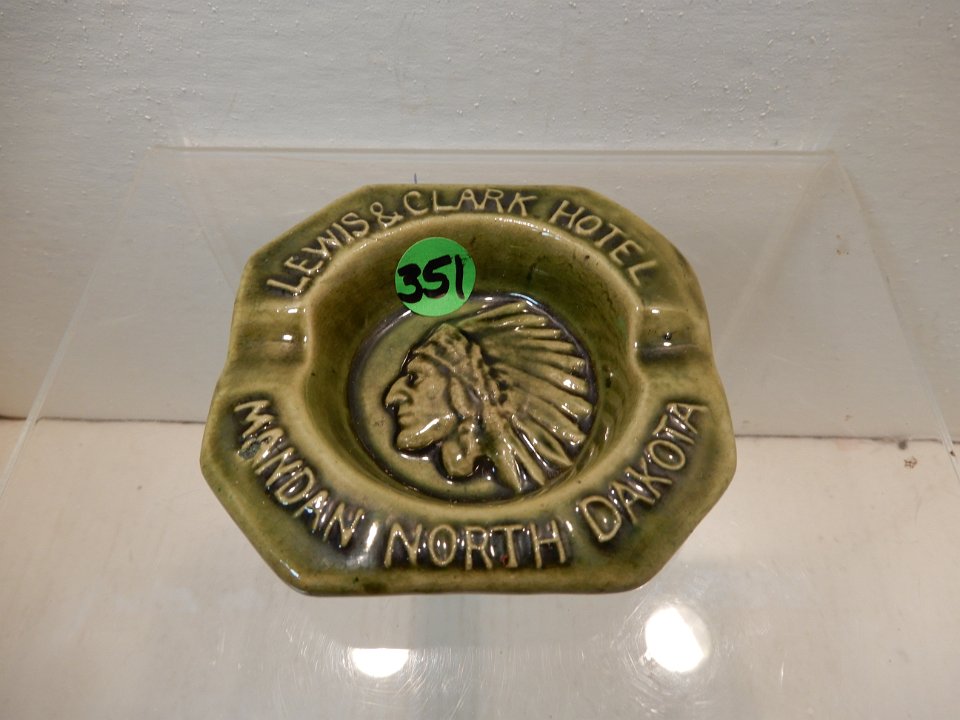 LEWIS & CLARK HOTEL
351
MANDAN NORTH DAKOTA